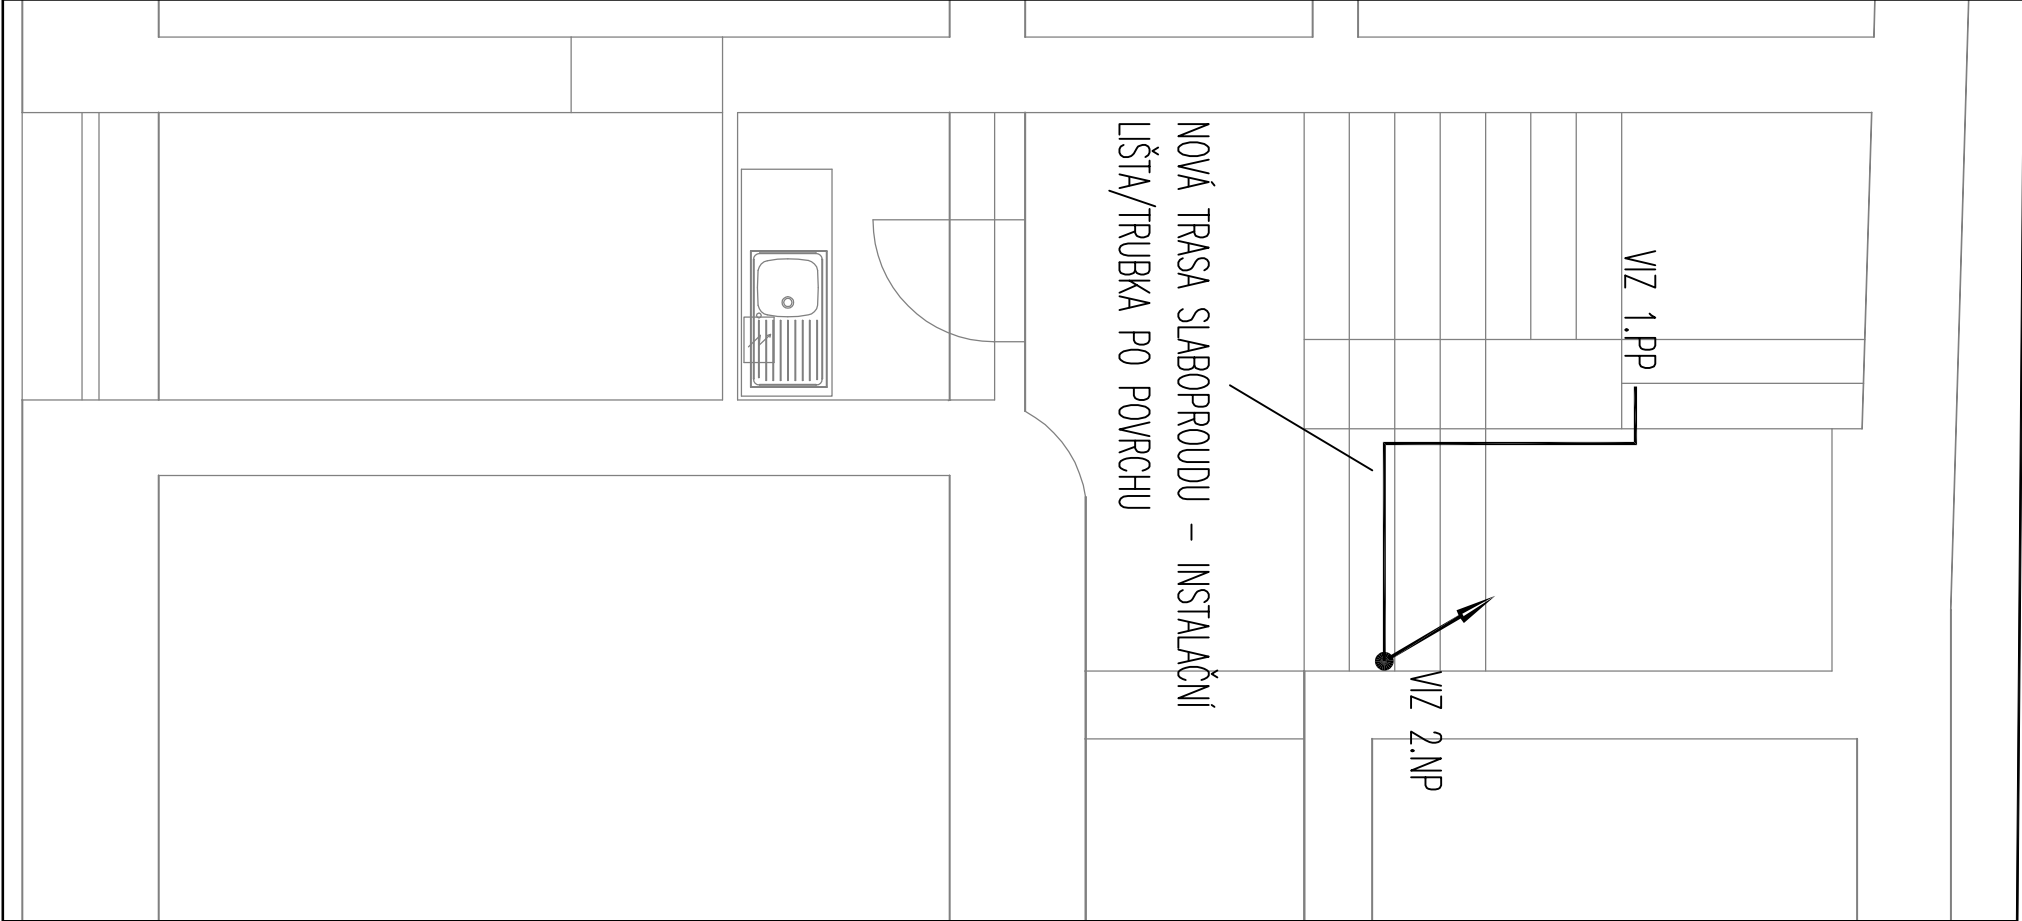 NOVÁ TRASA SLABOPROUDU - INSTALAČNÍ
LIŠTA/TRUBKA PO POVRCHU
VIZ 1.PP
VIZ 2.NP